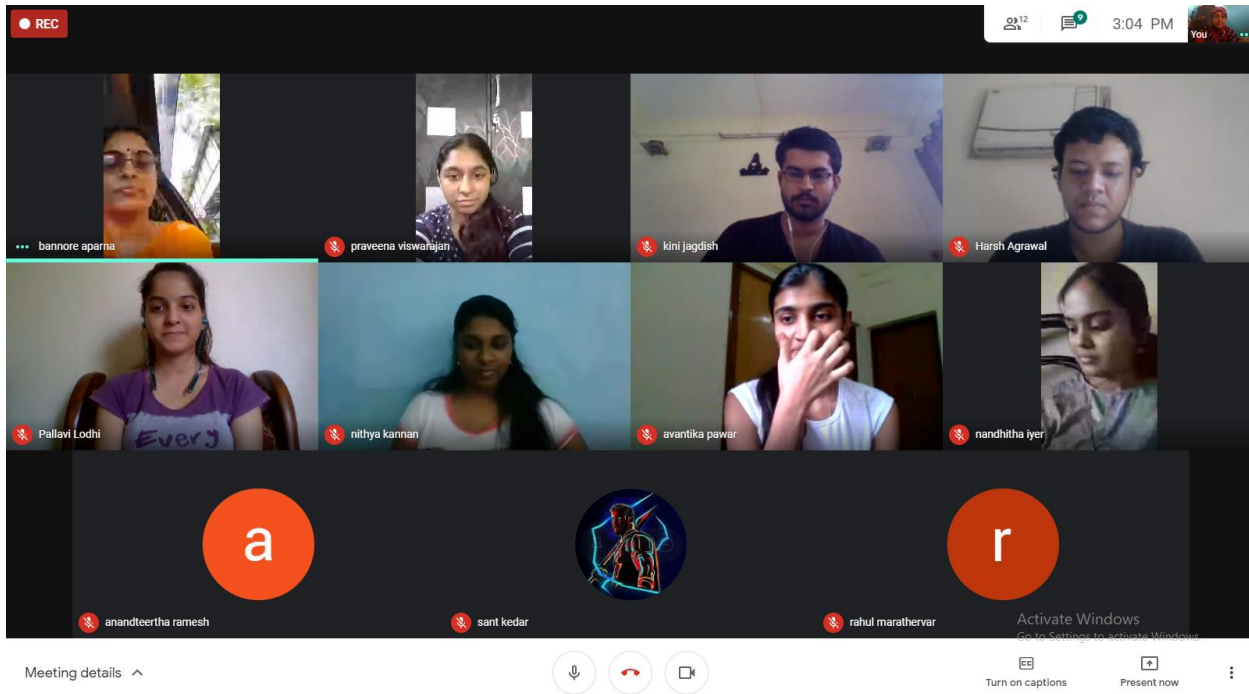 REC
12
9
3:04 PM
You
bannore aparna
praveena viswarajan
kini jagdish
Harsh Agrawal
Pallavi Lodhi
Every
nithya kannan
avantika pawar
nandhitha iyer
a
r
anandteertha ramesh
sant kedar
rahul marathervar
Activate Windows
Go to Settings to activate Windows.
Meeting details
CC
Turn on captions
Present now